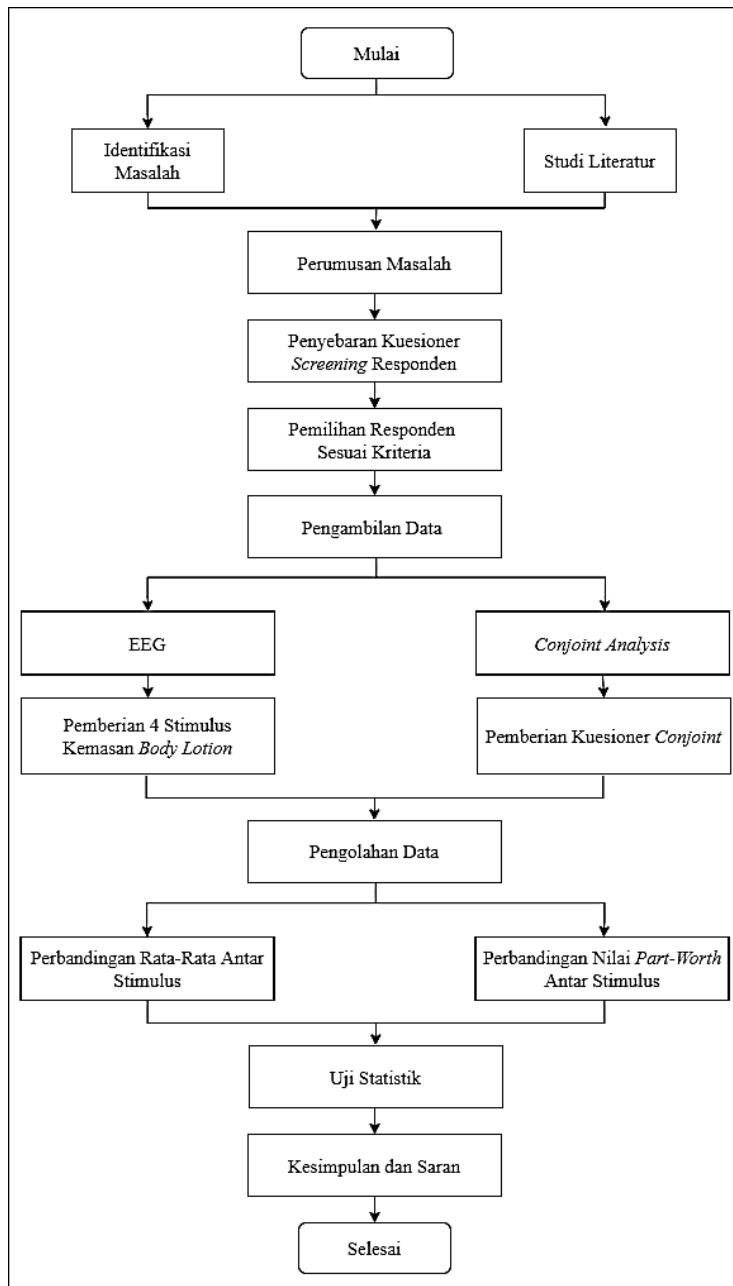 Mulai
Identifikasi
Masalah
Studi Literatur
Perumusan Masalah
Penyebaran Kuesioner
Screening Responden
Pemilihan Responden
Sesuai Kriteria
Pengambilan Data
EEG
Conjoint Analysis
Pemberian 4 Stimulus
Kemasan Body Lotion
Pemberian Kuesioner Conjoint
Pengolahan Data
Perbandingan Rata-Rata Antar
Stimulus
Perbandingan Nilai Part-Worth
Antar Stimulus
Uji Statistik
Kesimpulan dan Saran
Selesai